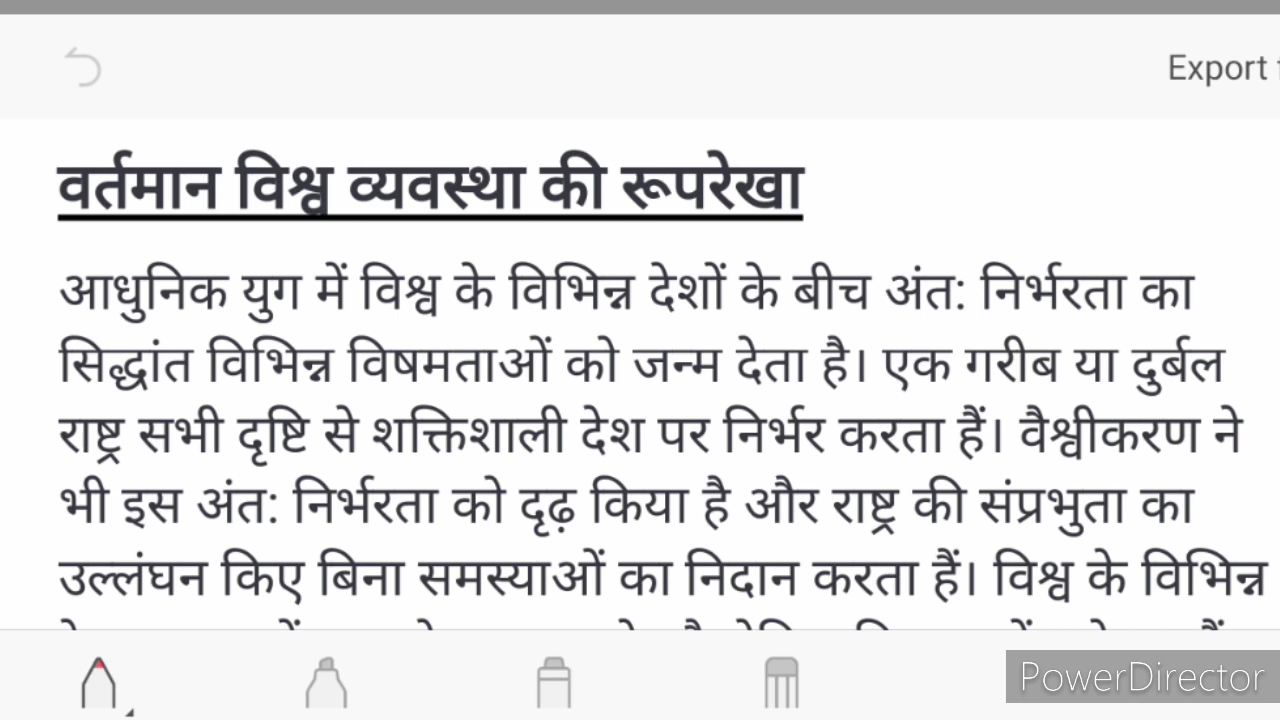 Export
वर्तमान विश्व व्यवस्था की रूपरेखा
आधुनिक युग में विश्व के विभिन्न देशों के बीच अंत: निर्भरता का
सिद्धांत विभिन्न विषमताओं को जन्म देता है। एक गरीब या दुर्बल
राष्ट्र सभी दृष्टि से शक्तिशाली देश पर निर्भर करता हैं। वैश्वीकरण ने
भी इस अंत: निर्भरता को दृढ़ किया है और राष्ट्र की संप्रभुता का
उल्लंघन किए बिना समस्याओं का निदान करता हैं। विश्व के विभिन्न
PowerDirector